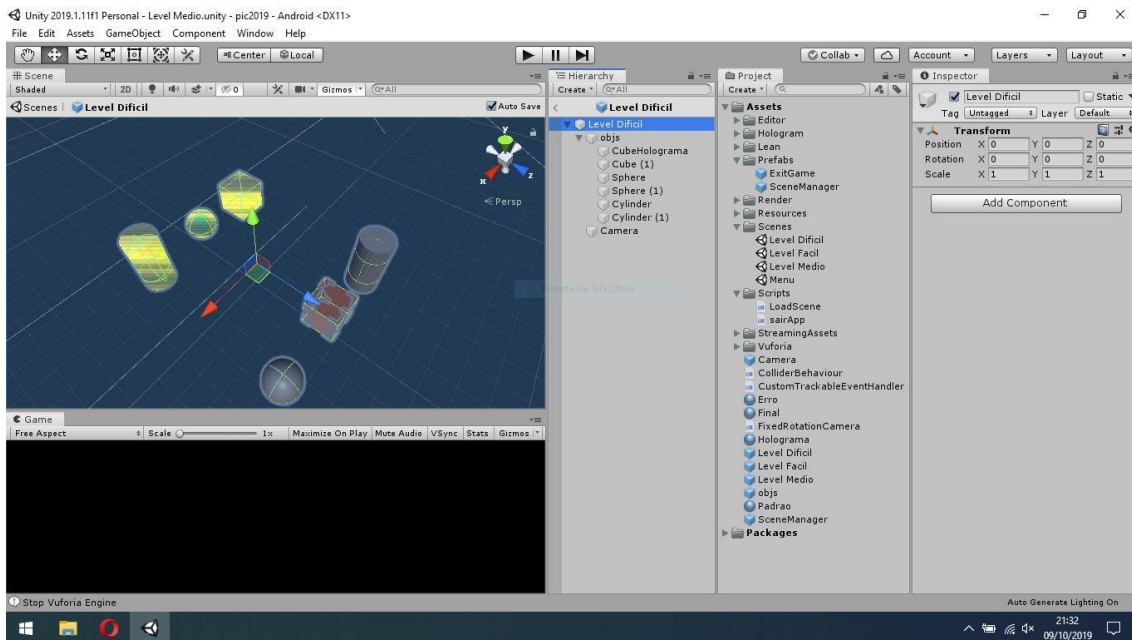 Unity 2019.1.11f1 Personal - Level Medio.unity - pic2019 - Android <DX11>
File Edit Assets GameObject Component Window Help
Center Local
Collab Account Layers Layout
Scene
Shaded 2D 0 Gizmos All
Scenes Level Dificil Auto Save
y
x
z
Persp
Game
Free Aspect Scale 1x Maximize On Play Mute Audio VSync Stats Gizmos
Hierarchy
Create All
Level Dificil
Level Dificil
objs
CubeHolograma
Cube (1)
Sphere
Sphere (1)
Cylinder
Cylinder (1)
Camera
Recorte de Tela China
Project
Create
Assets
Editor
Hologram
Lean
Prefabs
ExitGame
SceneManager
Render
Resources
Scenes
Level Dificil
Level Facil
Level Medio
Menu
Scripts
LoadScene
sairApp
StreamingAssets
Vuforia
Camera
ColliderBehaviour
CustomTrackableEventHandler
Erro
Final
FixedRotationCamera
Holograma
Level Dificil
Level Facil
Level Medio
objs
Padrao
SceneManager
Packages
Inspector
Level Dificil Static
Tag Untagged Layer Default
Transform
Position X 0 Y 0 Z 0
Rotation X 0 Y 0 Z 0
Scale X 1 Y 1 Z 1
Add Component
Stop Vuforia Engine
Auto Generate Lighting On
21:32
09/10/2019